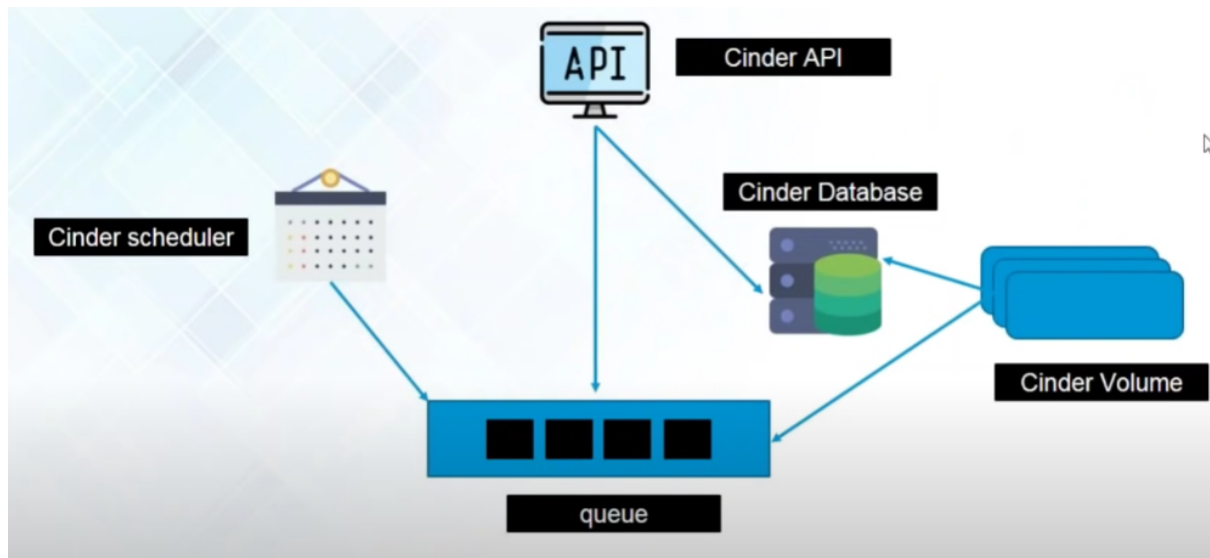 API
Cinder API
Cinder Database
Cinder scheduler
Cinder Volume
queue